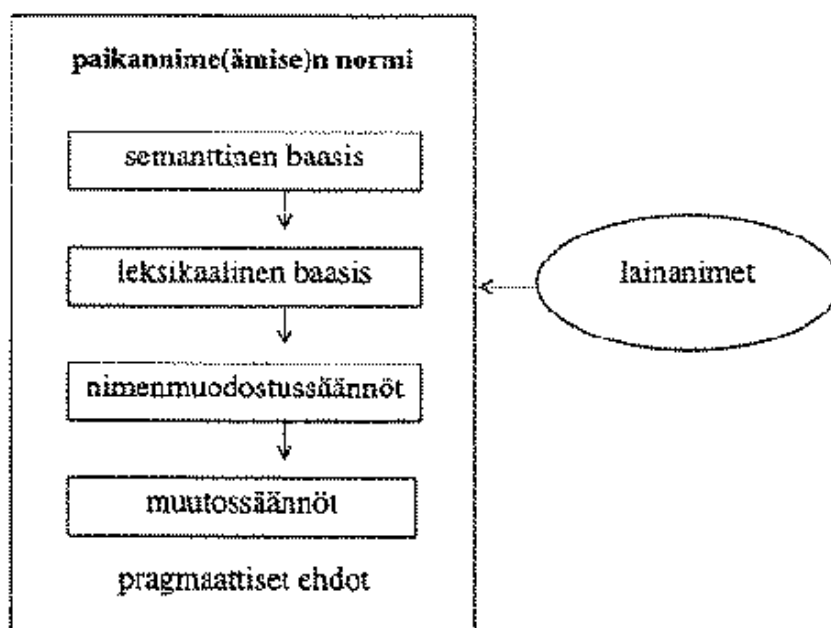 paikannime(ämise)n normi
semanttinen baasis
leksikaalinen baasis
lainanimet
nimenmuodostussäännöt
muutossäännöt
pragmaattiset ehdot